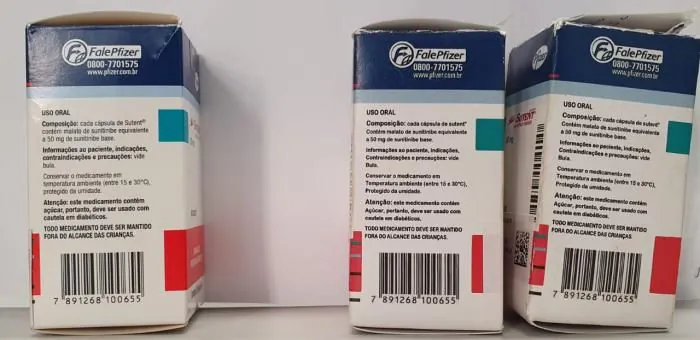 FalePfizer
0800-7701575
www.pfizer.com.br
USO ORAL
Composição: cada cápsula de Sutent®
contém malato de sunitinibe equivalente
a 50 mg de sunitinibe base.
Informações ao paciente, indicações,
contraindicações e precauções: vide
bula.
Conservar o medicamento em
temperatura ambiente (entre 15 e 30°C),
protegido da umidade.
Atenção: este medicamento contém
açúcar, portanto, deve ser usado com
cautela em diabéticos.
TODO MEDICAMENTO DEVE SER MANTIDO
FORA DO ALCANCE DAS CRIANÇAS.
7 891268 100655
FalePfizer
0800-7701575
www.pfizer.com.br
USO ORAL
Composição: cada cápsula de sutent®
Contém malato de sunitinibe equivalente
a 50 mg de sunitinibe base.
Informações ao paciente, indicações,
contraindicações e precauções: vide
Bula.
Conservar o medicamento em
Temperatura ambiente (entre 15 e 30°C),
Protegido da umidade.
Atenção: este medicamento contém
Açúcar, portanto, deve ser usado com
cautela em diabéticos.
TODO MEDICAMENTO DEVE SER MANTIDO
FORA DO ALCANCE DAS CRIANÇAS.
7 891268 100655
Pfizer
SUTENT
FalePfizer
0800-7701575
www.pfizer.com.br
USO ORAL
Composição: cada cápsula de sutent®
Contém malato de sunitinibe equivalente
a 50 mg de sunitinibe base.
Informações ao paciente, indicações,
contraindicações e precauções: vide
Bula.
Conservar o medicamento em
Temperatura ambiente (entre 15 e 30°C),
Protegido da umidade.
Atenção: este medicamento contém
Açúcar, portanto, deve ser usado com
cautela em diabéticos.
TODO MEDICAMENTO DEVE SER MANTIDO
FORA DO ALCANCE DAS CRIANÇAS.
7 891268 100655